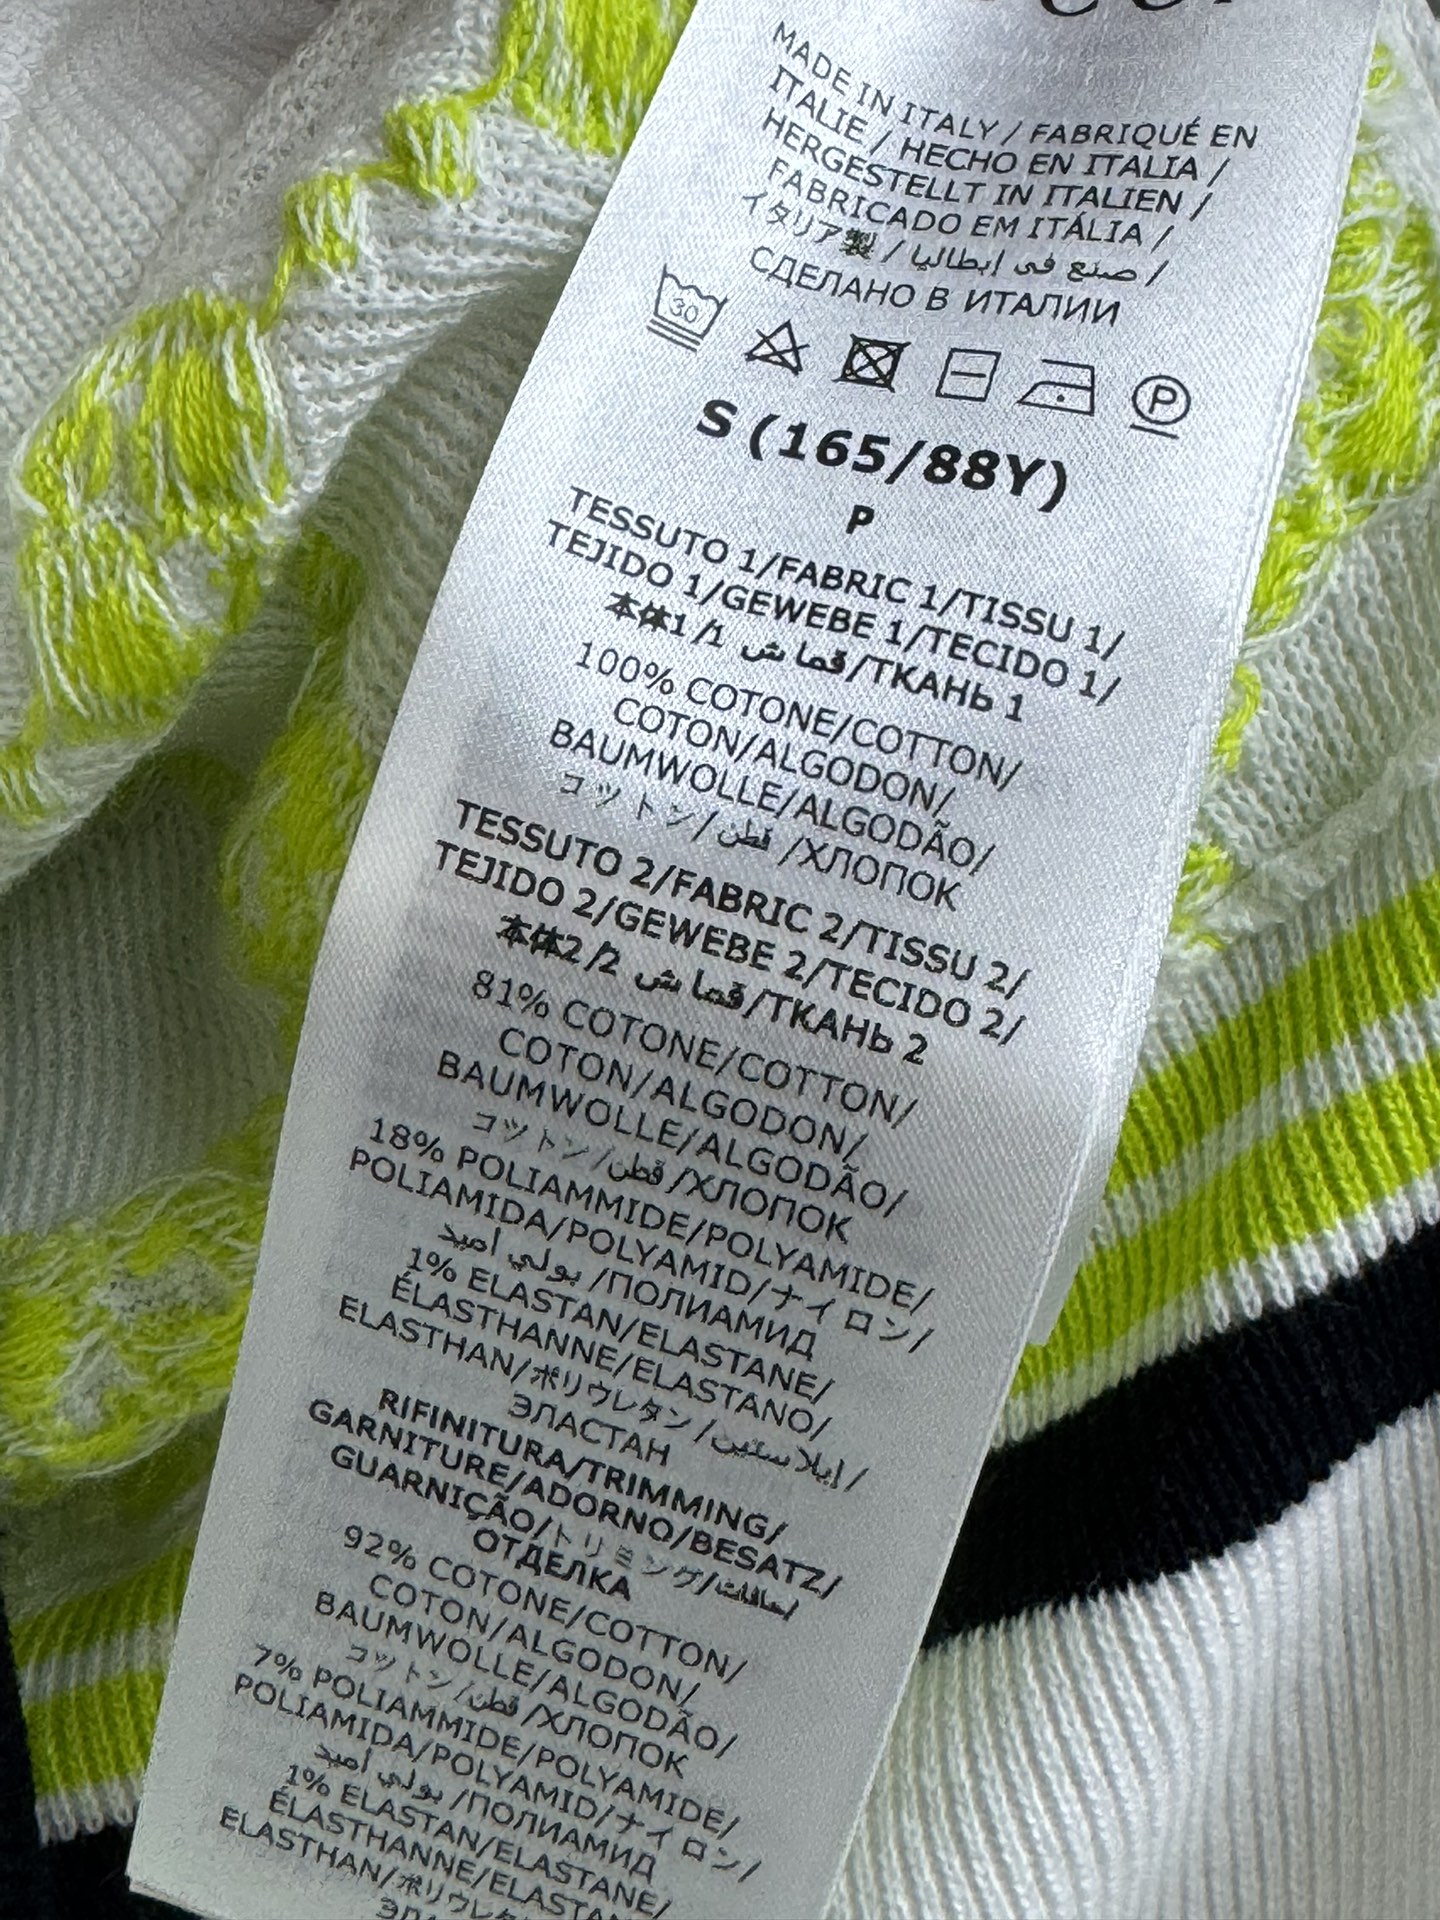 MADE IN ITALY / FABRIQUÉ EN
ITALIE / HECHO EN ITALIA /
HERGESTELLT IN ITALIEN /
FABRICADO EM ITÁLIA /
イタリア製 / صنع في إيطاليا /
СДЕЛАНО В ИТАЛИИ
30
P
S (165/88Y)
P
TESSUTO 1/FABRIC 1/TISSU 1/
TEJIDO 1/GEWEBE 1/TECIDO 1/
本体1/1 قماش/ТКАНЬ 1
100% COTONE/COTTON/
COTON/ALGODON/
BAUMWOLLE/ALGODÃO/
コットン/قطن /ХЛОПОК
TESSUTO 2/FABRIC 2/TISSU 2/
TEJIDO 2/GEWEBE 2/TECIDO 2/
本体2/2 قماش/ТКАНЬ 2
81% COTONE/COTTON/
COTON/ALGODON/
BAUMWOLLE/ALGODÃO/
コットン/قطن /ХЛОПОК
18% POLIAMMIDE/POLYAMIDE/
POLIAMIDA/POLYAMID/ナイロン/
بولي اميد /ПОЛИАМИД
1% ELASTAN/ELASTANE/
ÉLASTHANNE/ELASTANO/
ELASTHAN/ポリウレタン/إيلاستين/
ЭЛАСТАН
RIFINITURA/TRIMMING/
GARNITURE/ADORNO/BESATZ/
GUARNIÇÃO/トリミング/
ОТДЕЛКА
92% COTONE/COTTON/
COTON/ALGODON/
BAUMWOLLE/ALGODÃO/
コットン/قطن /ХЛОПОК
7% POLIAMMIDE/POLYAMIDE/
POLIAMIDA/POLYAMID/ナイロン/
بولي اميد /ПОЛИАМИД
1% ELASTAN/ELASTANE/
ÉLASTHANNE/
ELASTHAN/